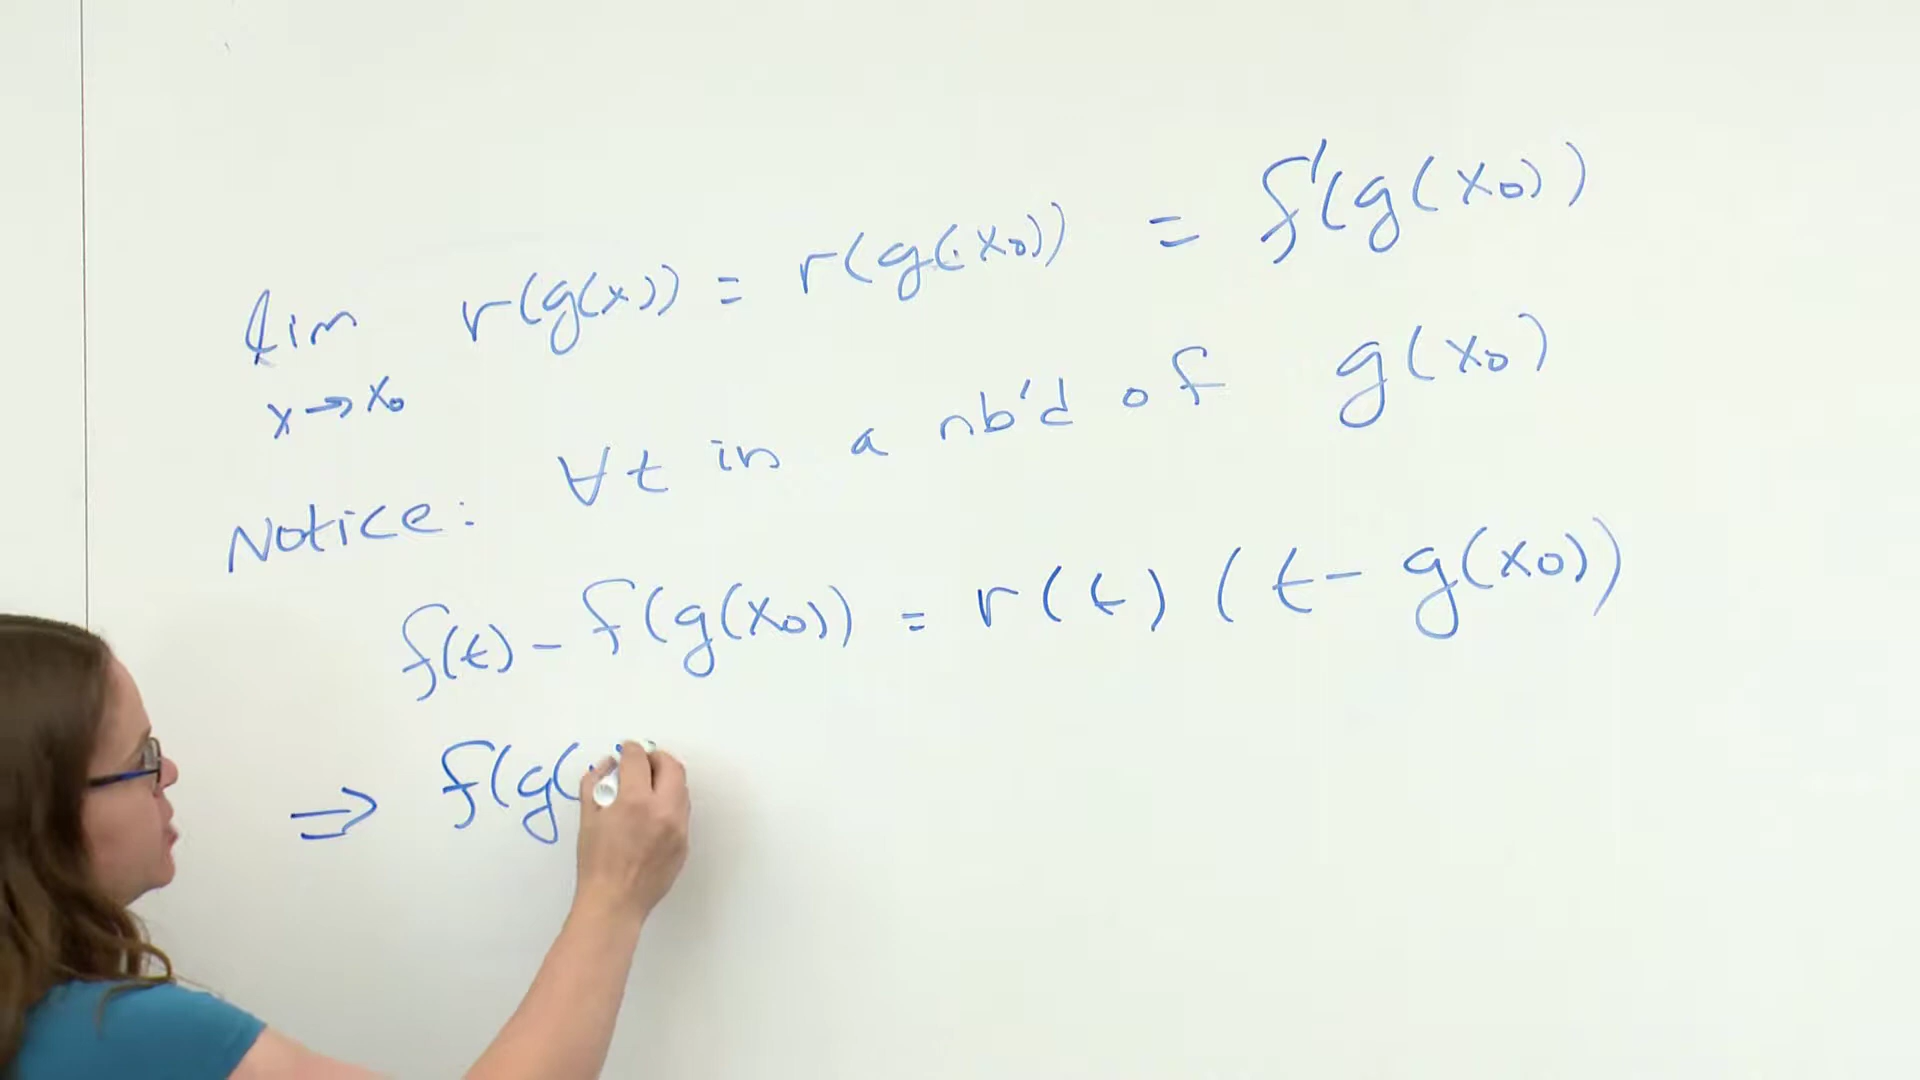 lim r(g(x)) = r(g(x₀)) = f'(g(x₀))
x→x₀
Notice: ∀t in a nb'd of g(x₀)
f(t) - f(g(x₀)) = r(t) (t - g(x₀))
⇒ f(g(